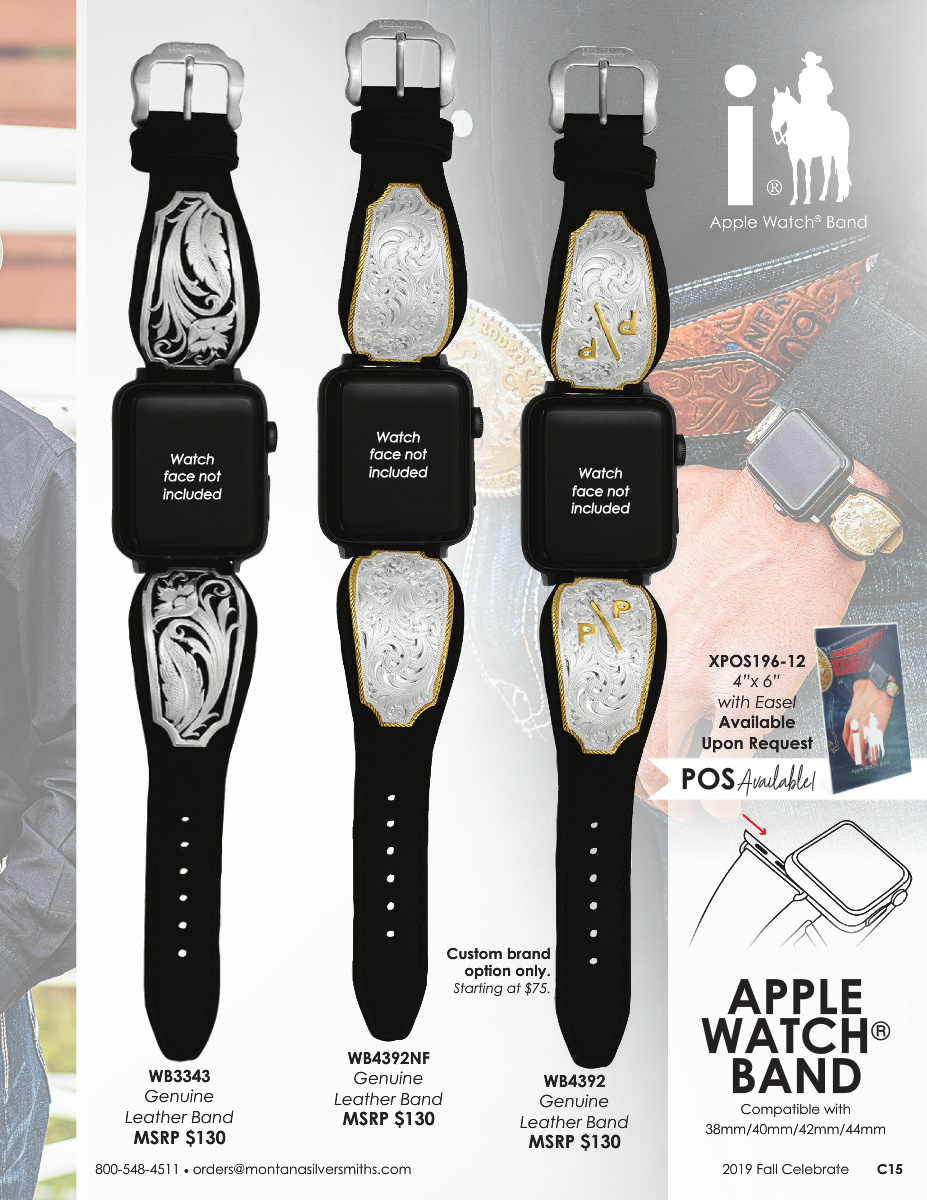 i
®
Apple Watch® Band
Watch
face not
included
Watch
face not
included
Watch
face not
included
P P
P P
XPOS196-12
4”x 6”
with Easel
Available
Upon Request
POS Available!
Custom brand
option only.
Starting at $75.
WB3343
Genuine
Leather Band
MSRP $130
WB4392NF
Genuine
Leather Band
MSRP $130
WB4392
Genuine
Leather Band
MSRP $130
APPLE
WATCH®
BAND
Compatible with
38mm/40mm/42mm/44mm
800-548-4511 • orders@montanasilversmiths.com
2019 Fall Celebrate C15